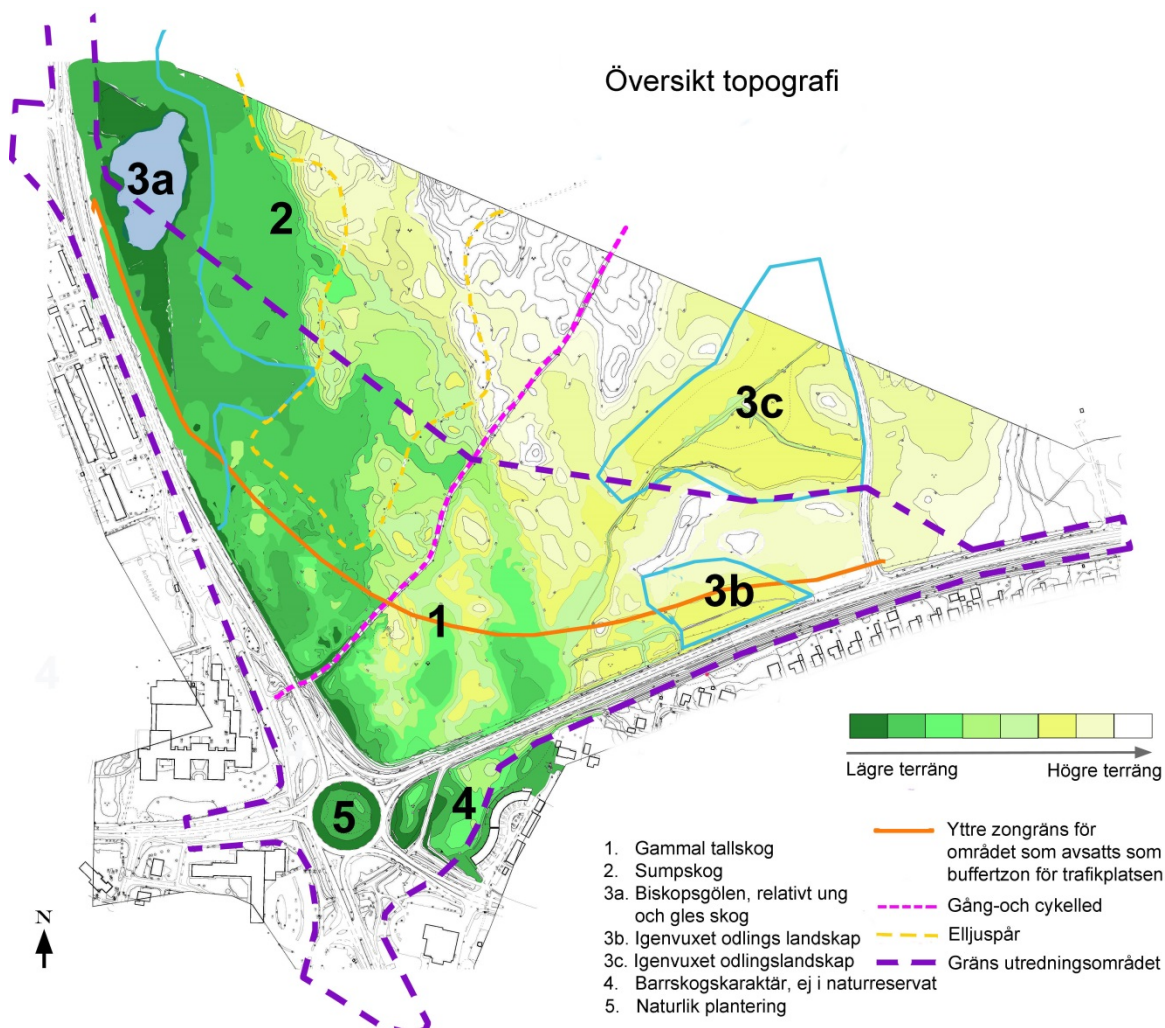 Översikt topografi
3a
2
3c
3b
1
4
5
4
Lägre terräng
Högre terräng
N
1. Gammal tallskog
2. Sumpskog
3a. Biskopsgölen, relativt ung
och gles skog
3b. Igenvuxet odlings landskap
3c. Igenvuxet odlingslandskap
4. Barrskogskaraktär, ej i naturreservat
5. Naturlik plantering
Yttre zongräns för
området som avsatts som
buffertzon för trafikplatsen
Gång-och cykelled
Elljuspår
Gräns utredningsområdet